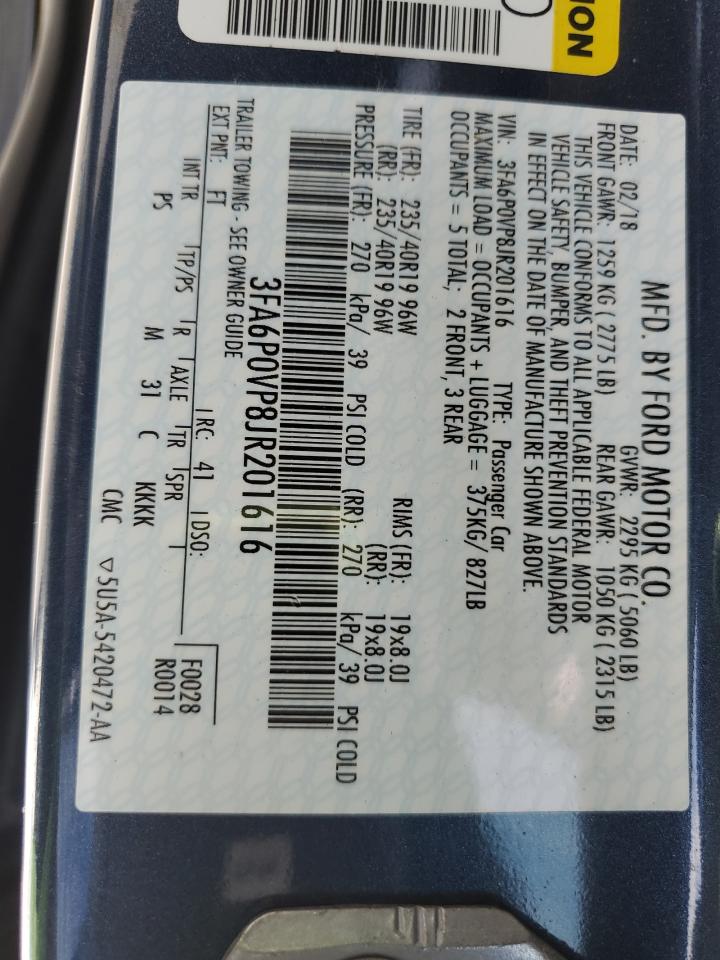 ION
MFD. BY FORD MOTOR CO.
DATE: 02/18 GVWR: 2295 KG ( 5060 LB)
FRONT GAWR: 1259 KG ( 2775 LB) REAR GAWR: 1050 KG ( 2315 LB)
THIS VEHICLE CONFORMS TO ALL APPLICABLE FEDERAL MOTOR
VEHICLE SAFETY, BUMPER, AND THEFT PREVENTION STANDARDS
IN EFFECT ON THE DATE OF MANUFACTURE SHOWN ABOVE.
VIN: 3FA6P0VP8JR201616 TYPE: Passenger Car
MAXIMUM LOAD = OCCUPANTS + LUGGAGE = 375KG/ 827LB
OCCUPANTS = 5 TOTAL, 2 FRONT, 3 REAR
TIRE (FR): 235/40R19 96W RIMS (FR): 19x8.0J
(RR): 235/40R19 96W (RR): 19x8.0J
PRESSURE (FR): 270 kPa/ 39 PSI COLD (RR): 270 kPa/ 39 PSI COLD
3FA6P0VP8JR201616
TRAILER TOWING - SEE OWNER GUIDE
EXT PNT: FT RC: 41 DSO: F0028
INT TR TP/PS R AXLE TR SPR R0014
PS M 31 C KKKK
CMC ▽5U5A-5420472-AA